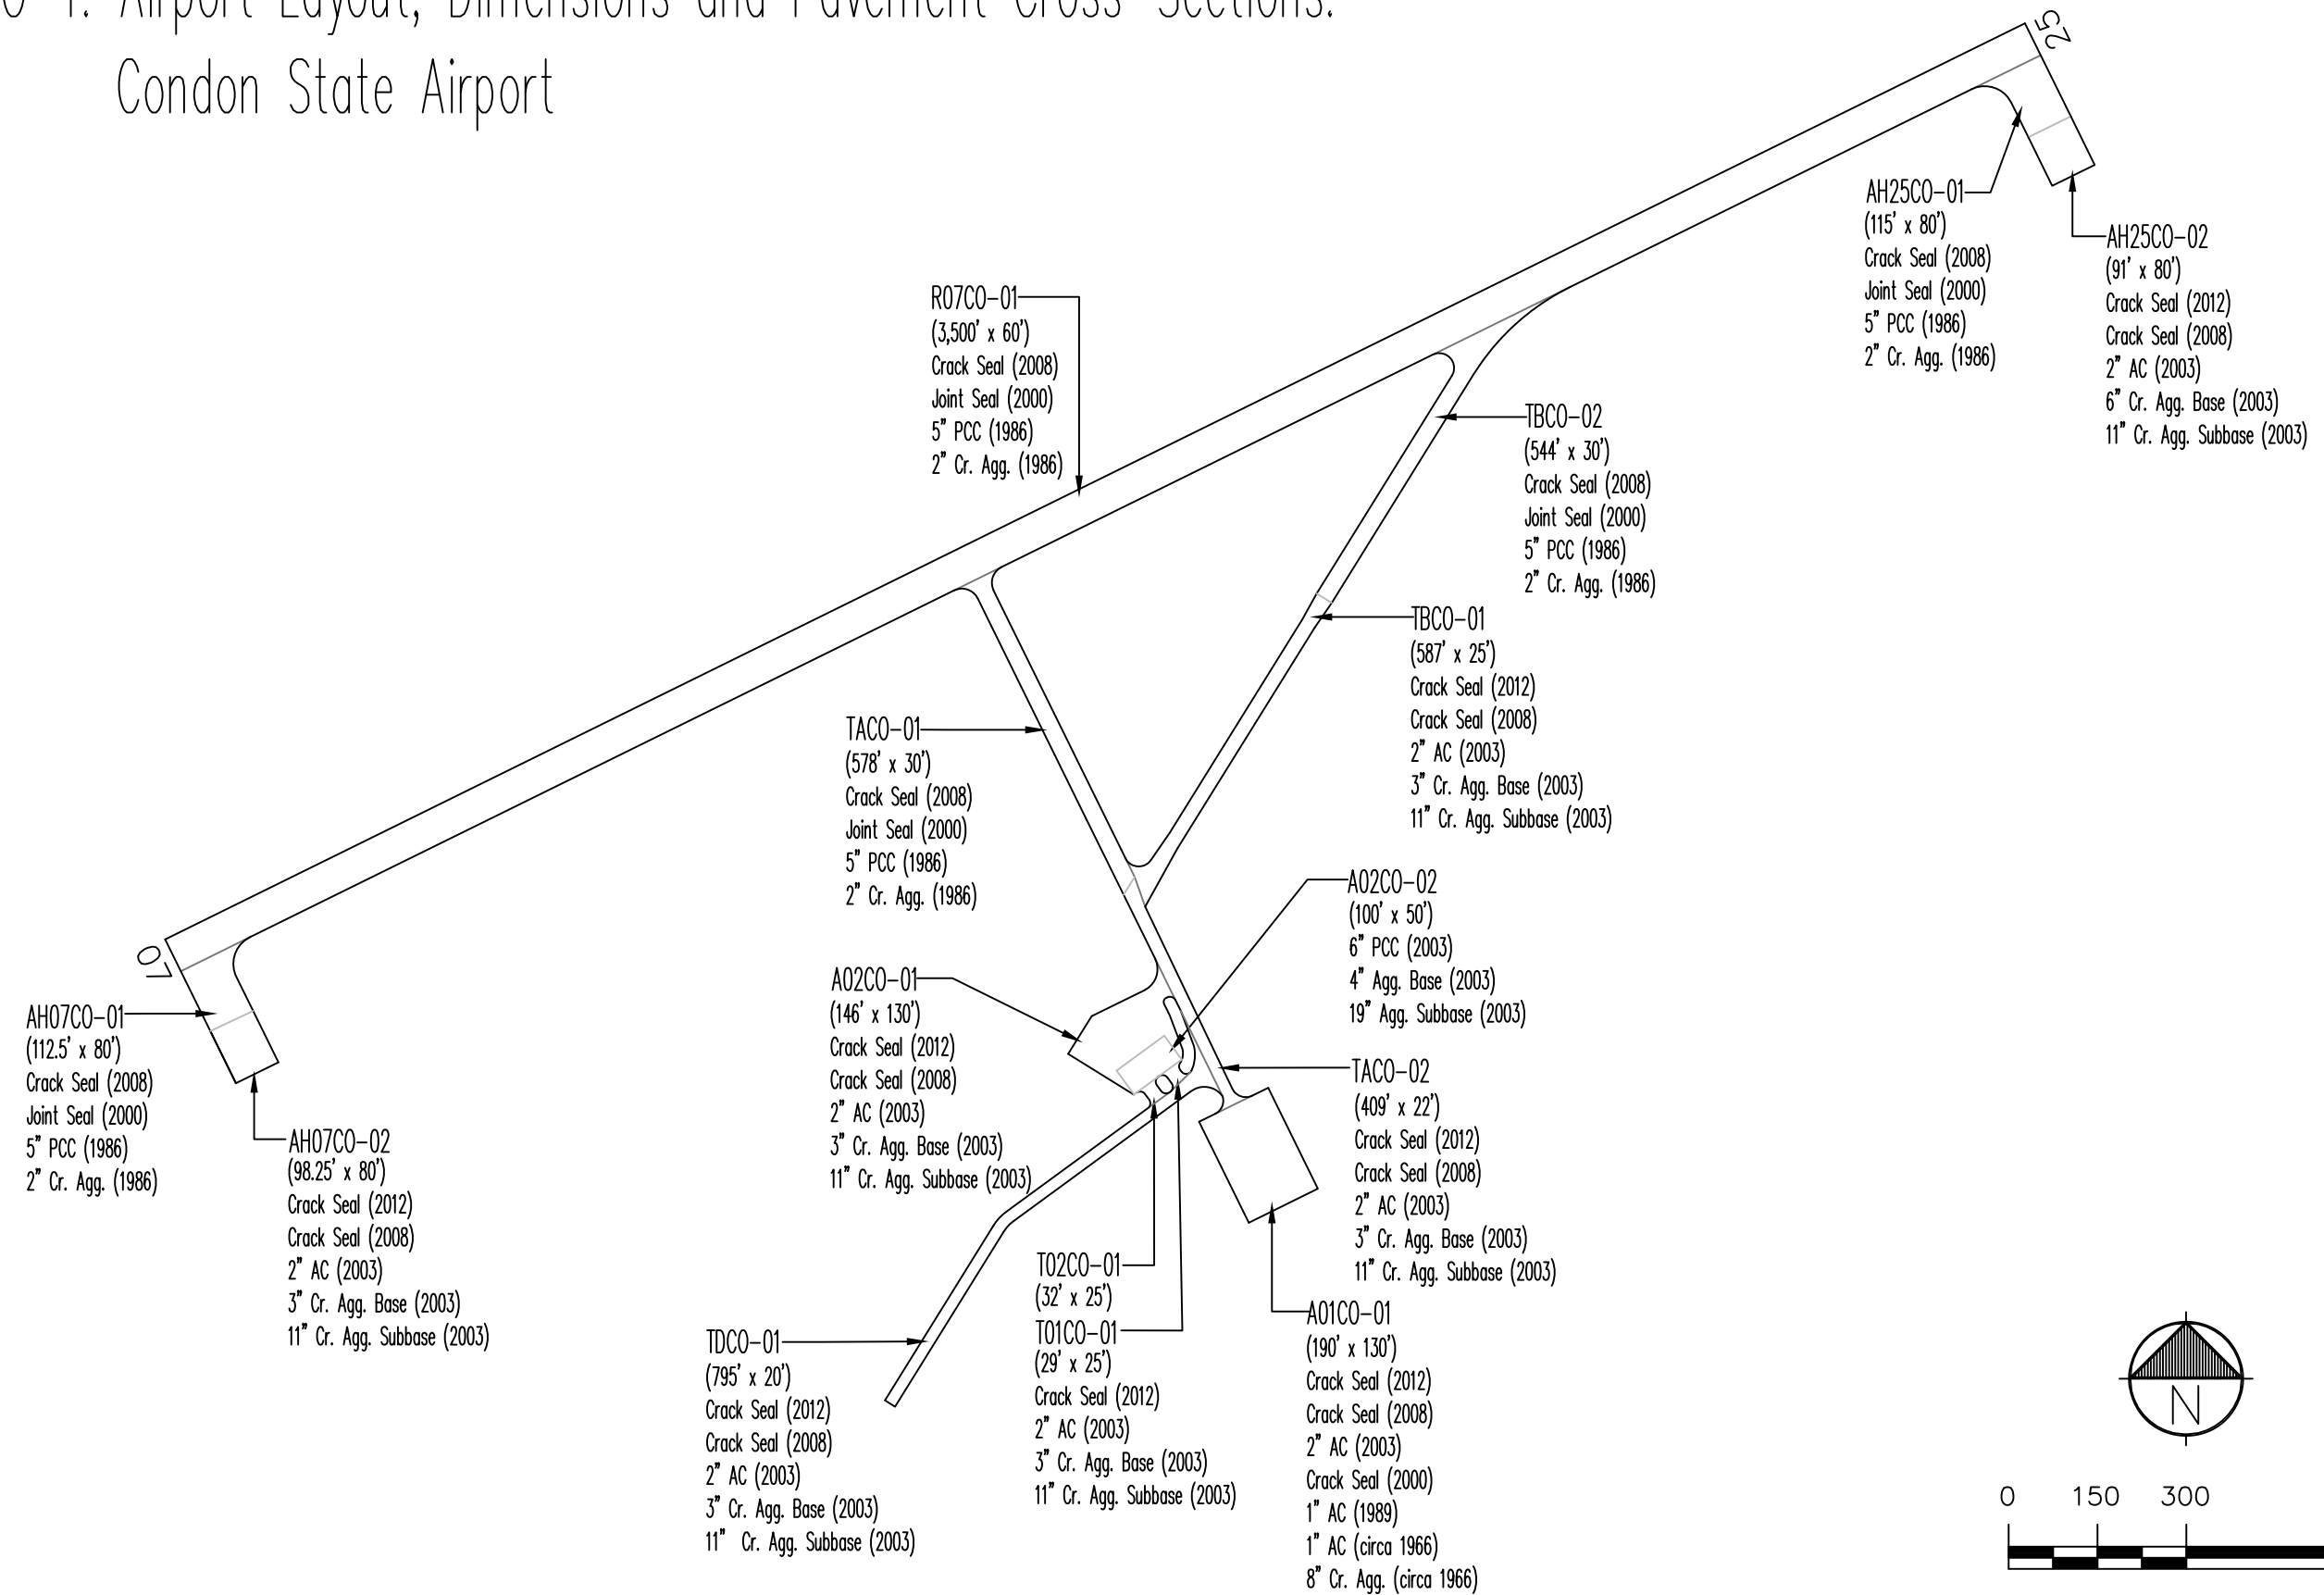 Airport Layout, Dimensions and Pavement Cross-Sections.
Condon State Airport
25
AH25CO-01
(115' x 80')
Crack Seal (2008)
Joint Seal (2000)
5" PCC (1986)
2" Cr. Agg. (1986)
AH25CO-02
(91' x 80')
Crack Seal (2012)
Crack Seal (2008)
2" AC (2003)
6" Cr. Agg. Base (2003)
11" Cr. Agg. Subbase (2003)
R07CO-01
(3,500' x 60')
Crack Seal (2008)
Joint Seal (2000)
5" PCC (1986)
2" Cr. Agg. (1986)
TBCO-02
(544' x 30')
Crack Seal (2008)
Joint Seal (2000)
5" PCC (1986)
2" Cr. Agg. (1986)
TBCO-01
(587' x 25')
Crack Seal (2012)
Crack Seal (2008)
2" AC (2003)
3" Cr. Agg. Base (2003)
11" Cr. Agg. Subbase (2003)
TACO-01
(578' x 30')
Crack Seal (2008)
Joint Seal (2000)
5" PCC (1986)
2" Cr. Agg. (1986)
A02CO-02
(100' x 50')
6" PCC (2003)
4" Agg. Base (2003)
19" Agg. Subbase (2003)
07
AH07CO-01
(112.5' x 80')
Crack Seal (2008)
Joint Seal (2000)
5" PCC (1986)
2" Cr. Agg. (1986)
A02CO-01
(146' x 130')
Crack Seal (2012)
Crack Seal (2008)
2" AC (2003)
3" Cr. Agg. Base (2003)
11" Cr. Agg. Subbase (2003)
TACO-02
(409' x 22')
Crack Seal (2012)
Crack Seal (2008)
2" AC (2003)
3" Cr. Agg. Base (2003)
11" Cr. Agg. Subbase (2003)
AH07CO-02
(98.25' x 80')
Crack Seal (2012)
Crack Seal (2008)
2" AC (2003)
3" Cr. Agg. Base (2003)
11" Cr. Agg. Subbase (2003)
T02CO-01
(32' x 25')
T01CO-01
(29' x 25')
Crack Seal (2012)
2" AC (2003)
3" Cr. Agg. Base (2003)
11" Cr. Agg. Subbase (2003)
TDCO-01
(795' x 20')
Crack Seal (2012)
Crack Seal (2008)
2" AC (2003)
3" Cr. Agg. Base (2003)
11" Cr. Agg. Subbase (2003)
A01CO-01
(190' x 130')
Crack Seal (2012)
Crack Seal (2008)
2" AC (2003)
Crack Seal (2000)
1" AC (1989)
1" AC (circa 1966)
8" Cr. Agg. (circa 1966)
N
0 150 300